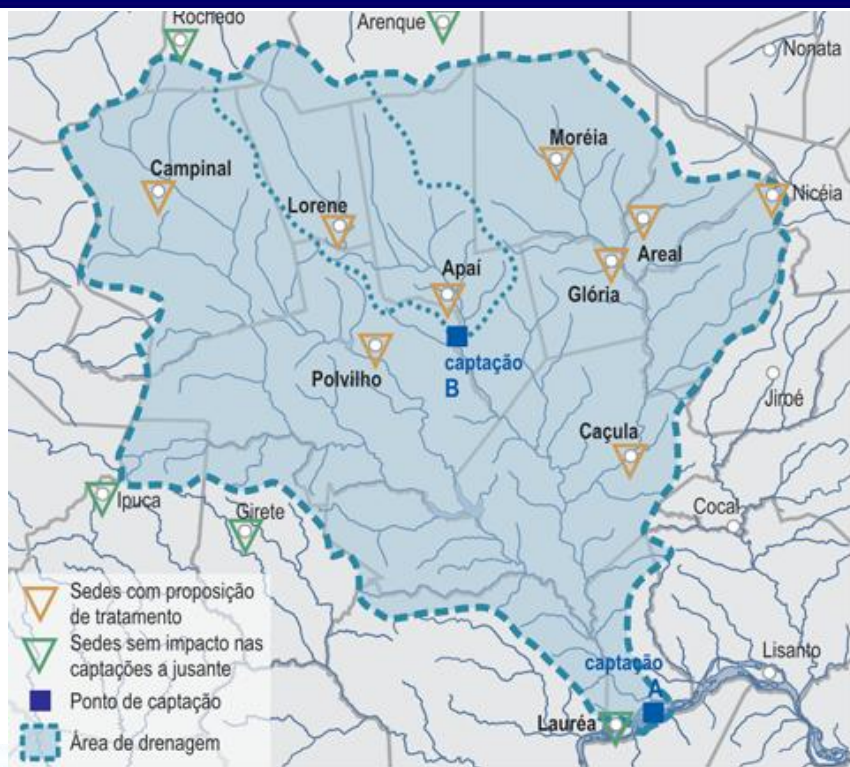 Rochedo
Arenque
Nonata
Moréia
Campinal
Nicéia
Lorene
Areal
Apaí
Glória
captação
B
Polvilho
Jiroé
Caçula
Ipuca
Girete
Cocal
Sedes com proposição
de tratamento
Sedes sem impacto nas
captações a jusante
Ponto de captação
Área de drenagem
captação
A
Lisanto
Lauréa